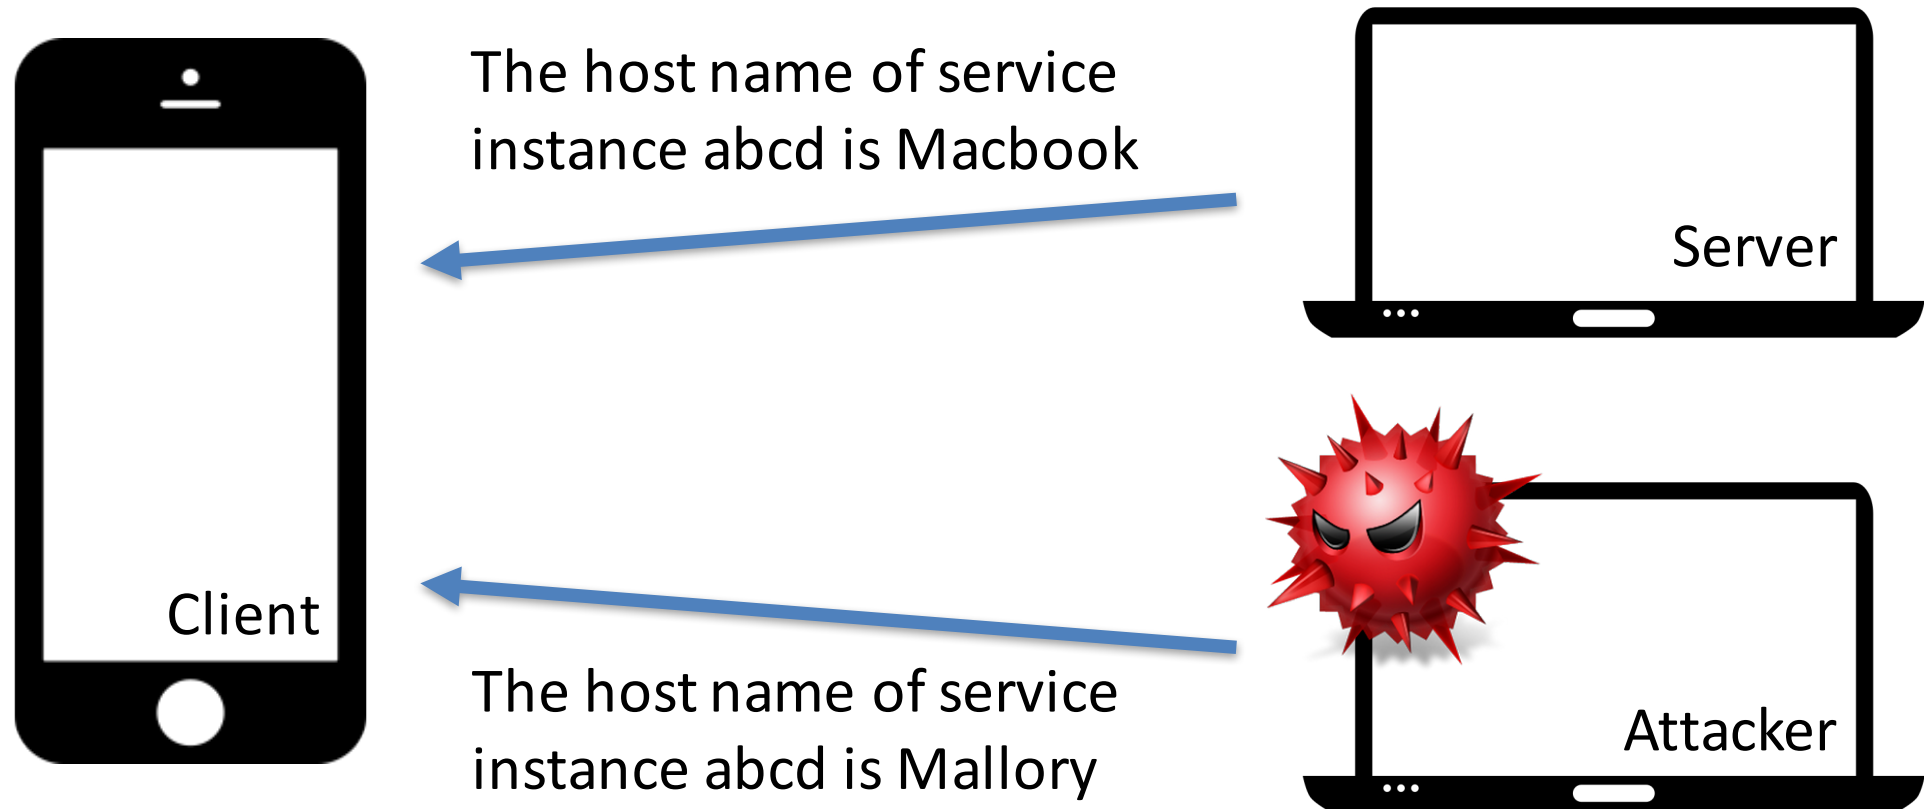 The host name of service
instance abcd is Macbook
Server
Client
The host name of service
instance abcd is Mallory
Attacker